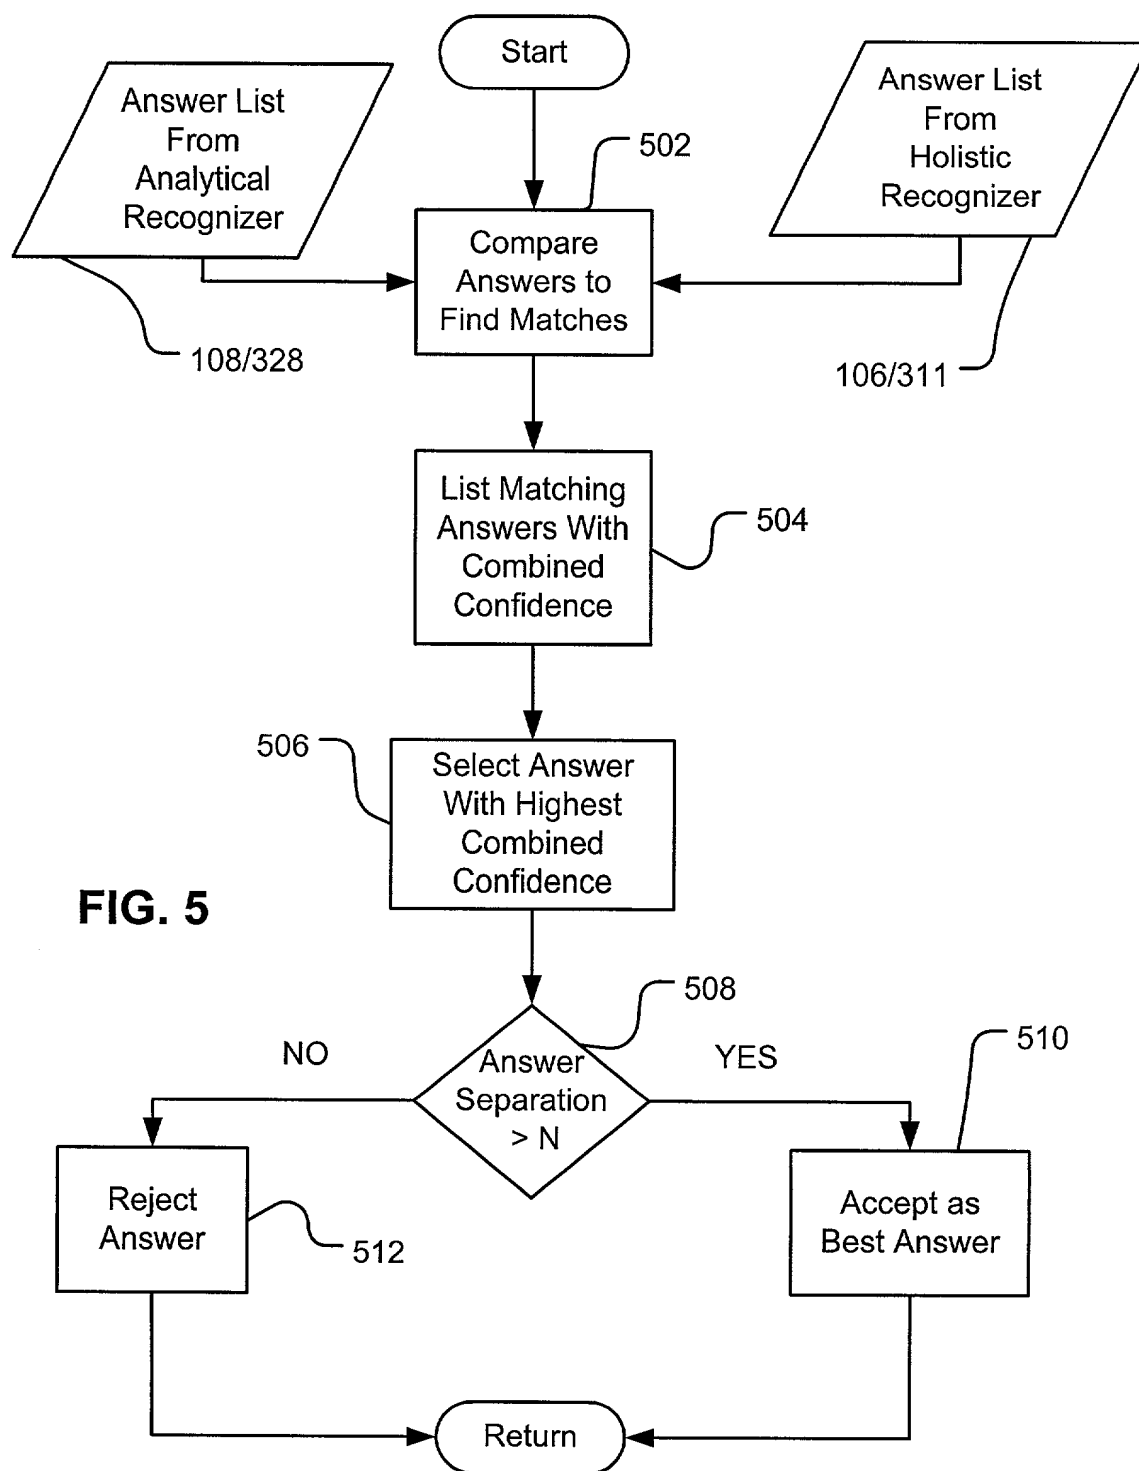 Start
Answer List
From
Analytical
Recognizer
Answer List
From
Holistic
Recognizer
502
Compare
Answers to
Find Matches
108/328
106/311
List Matching
Answers With
Combined
Confidence
504
506
Select Answer
With Highest
Combined
Confidence
FIG. 5
508
NO
Answer
Separation
> N
YES
510
Reject
Answer
512
Accept as
Best Answer
Return